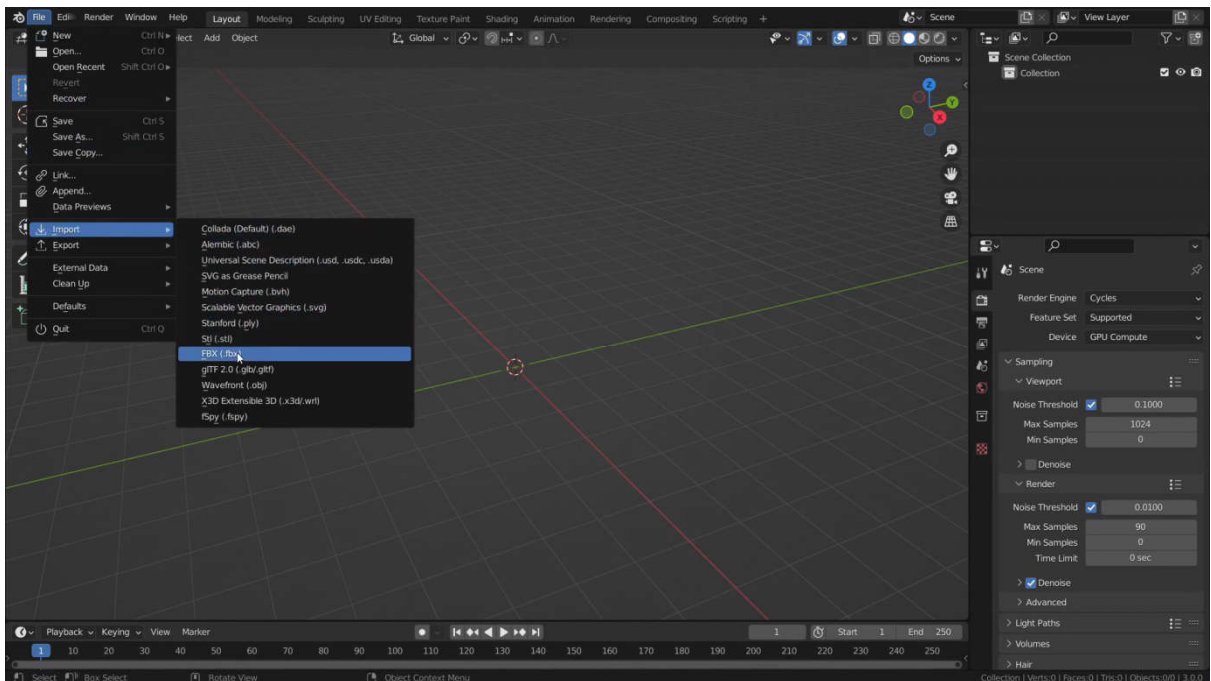 File Edi Render Window Help Layout Modeling Sculpting UV Editing Texture Paint Shading Animation Rendering Compositing Scripting + Scene View Layer
New Ctrl N
Open... Ctrl O
Open Recent Shift Ctrl O
Revert
Recover
Save Ctrl S
Save As... Shift Ctrl S
Save Copy...
Link...
Append...
Data Previews
Import
Export
External Data
Clean Up
Defaults
Quit Ctrl Q
lect Add Object Global
Options
Z
Y
X
Collada (Default) (.dae)
Alembic (.abc)
Universal Scene Description (.usd, .usdc, .usda)
SVG as Grease Pencil
Motion Capture (.bvh)
Scalable Vector Graphics (.svg)
Stanford (.ply)
Stl (.stl)
FBX (.fbx)
glTF 2.0 (.glb/.gltf)
Wavefront (.obj)
X3D Extensible 3D (.x3d/.wrl)
fSpy (.fspy)
Scene Collection
Collection
Scene
Render Engine Cycles
Feature Set Supported
Device GPU Compute
Sampling
Viewport
Noise Threshold 0.1000
Max Samples 1024
Min Samples 0
Denoise
Render
Noise Threshold 0.0100
Max Samples 90
Min Samples 0
Time Limit 0 sec
Denoise
Advanced
Light Paths
Volumes
Hair
Playback Keying View Marker 1 Start 1 End 250
1 10 20 30 40 50 60 70 80 90 100 110 120 130 140 150 160 170 180 190 200 210 220 230 240 250
Select Box Select Rotate View Object Context Menu Collection | Verts:0 | Faces:0 | Tris:0 | Objects:0/0 | 3.0.0